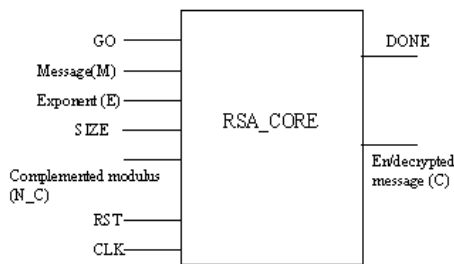 GO
Message(M)
Exponent (E)
SIZE
Complemented modulus
(N_C)
RST
CLK
RSA_CORE
DONE
En/decrypted
message (C)